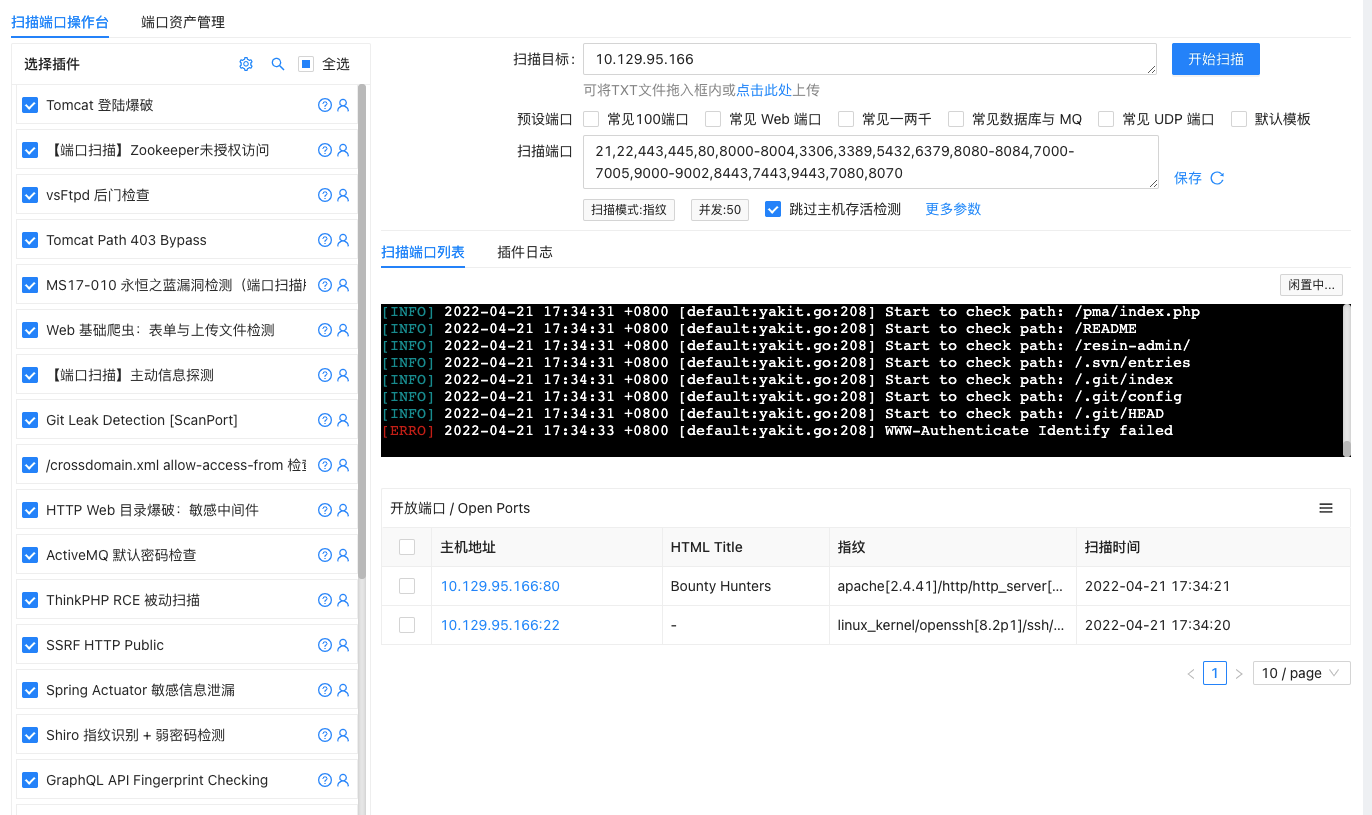 扫描端口操作台 端口资产管理
选择插件 全选
Tomcat 登陆爆破
【端口扫描】Zookeeper未授权访问
vsFtpd 后门检查
Tomcat Path 403 Bypass
MS17-010 永恒之蓝漏洞检测（端口扫描
Web 基础爬虫：表单与上传文件检测
【端口扫描】主动信息探测
Git Leak Detection [ScanPort]
/crossdomain.xml allow-access-from 检查
HTTP Web 目录爆破：敏感中间件
ActiveMQ 默认密码检查
ThinkPHP RCE 被动扫描
SSRF HTTP Public
Spring Actuator 敏感信息泄漏
Shiro 指纹识别 + 弱密码检测
GraphQL API Fingerprint Checking
扫描目标: 10.129.95.166 开始扫描
可将TXT文件拖入框内或点击此处上传
预设端口 常见100端口 常见 Web 端口 常见一两千 常见数据库与 MQ 常见 UDP 端口 默认模板
扫描端口 21,22,443,445,80,8000-8004,3306,3389,5432,6379,8080-8084,7000-
7005,9000-9002,8443,7443,9443,7080,8070
保存
扫描模式:指纹 并发:50 跳过主机存活检测 更多参数
扫描端口列表 插件日志
闲置中...
[INFO] 2022-04-21 17:34:31 +0800 [default:yakit.go:208] Start to check path: /pma/index.php
[INFO] 2022-04-21 17:34:31 +0800 [default:yakit.go:208] Start to check path: /README
[INFO] 2022-04-21 17:34:31 +0800 [default:yakit.go:208] Start to check path: /resin-admin/
[INFO] 2022-04-21 17:34:31 +0800 [default:yakit.go:208] Start to check path: /.svn/entries
[INFO] 2022-04-21 17:34:31 +0800 [default:yakit.go:208] Start to check path: /.git/index
[INFO] 2022-04-21 17:34:31 +0800 [default:yakit.go:208] Start to check path: /.git/config
[INFO] 2022-04-21 17:34:31 +0800 [default:yakit.go:208] Start to check path: /.git/HEAD
[ERRO] 2022-04-21 17:34:33 +0800 [default:yakit.go:208] WWW-Authenticate Identify failed
开放端口 / Open Ports
主机地址 HTML Title 指纹 扫描时间
10.129.95.166:80 Bounty Hunters apache[2.4.41]/http/http_server[... 2022-04-21 17:34:21
10.129.95.166:22 - linux_kernel/openssh[8.2p1]/ssh/... 2022-04-21 17:34:20
< 1 > 10 / page